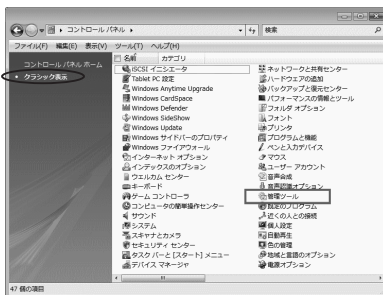 コントロール パネル
検索
ファイル(F) 編集(E) 表示(V) ツール(T) ヘルプ(H)
コントロール パネル ホーム
クラシック表示
名前 カテゴリ
iSCSI イニシエータ
Tablet PC 設定
Windows Anytime Upgrade
Windows CardSpace
Windows Defender
Windows SideShow
Windows Update
Windows サイドバーのプロパティ
Windows ファイアウォール
インターネット オプション
インデックスのオプション
ウェルカム センター
キーボード
ゲーム コントローラ
コンピュータの簡単操作センター
サウンド
システム
スキャナとカメラ
セキュリティ センター
タスク バーと [スタート] メニュー
デバイス マネージャ
ネットワークと共有センター
ハードウェアの追加
バックアップと復元センター
パフォーマンスの情報とツール
フォルダ オプション
フォント
プリンタ
プログラムと機能
ペンと入力デバイス
マウス
ユーザー アカウント
音声合成
音声認識オプション
管理ツール
既定のプログラム
近くの人との接続
個人設定
自動再生
色の管理
地域と言語のオプション
電源オプション
47 個の項目